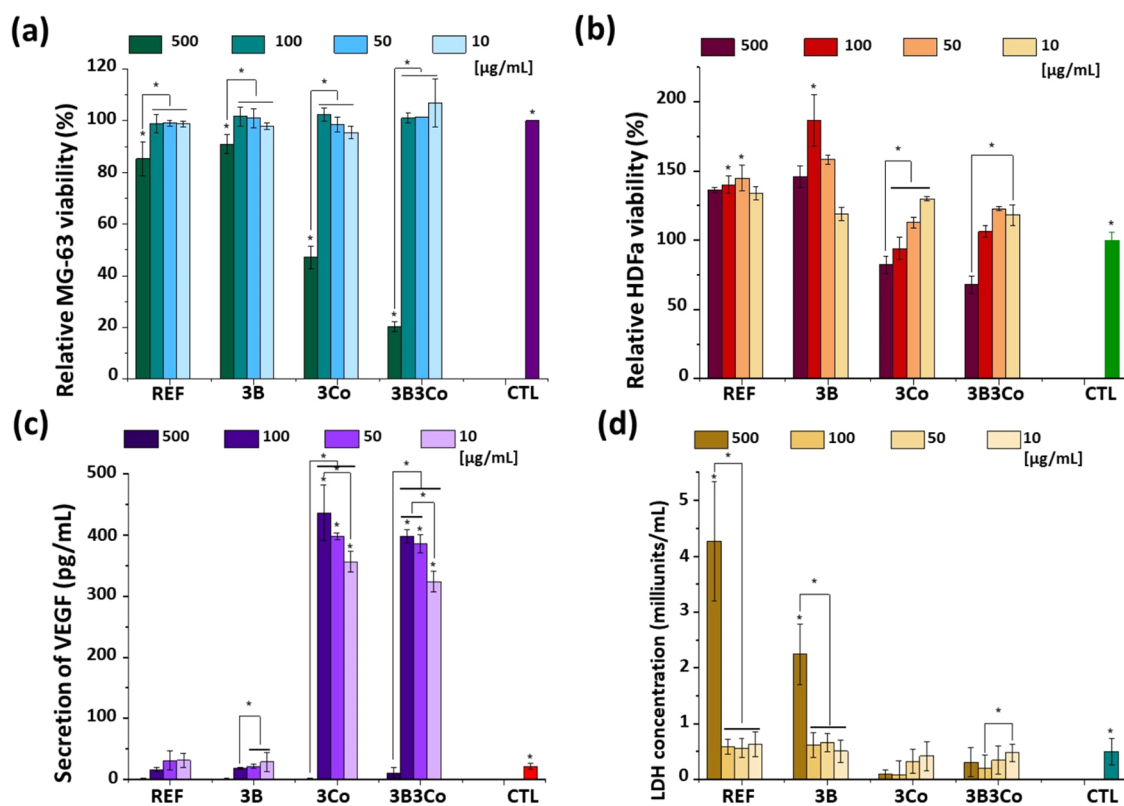 (a)
500 100 50 10
[µg/mL]
Relative MG-63 viability (%)
120
100
80
60
40
20
0
REF 3B 3Co 3B3Co CTL
* * * * * * * * *
(b)
500 100 50 10
[µg/mL]
Relative HDFa viability (%)
200
150
100
50
0
REF 3B 3Co 3B3Co CTL
* * * * * *
(c)
500 100 50 10
[µg/mL]
Secretion of VEGF (pg/mL)
500
400
300
200
100
0
REF 3B 3Co 3B3Co CTL
* * * * * * * * * * * *
(d)
500 100 50 10
[µg/mL]
LDH concentration (milliunits/mL)
5
4
3
2
1
0
REF 3B 3Co 3B3Co CTL
* * * * * *